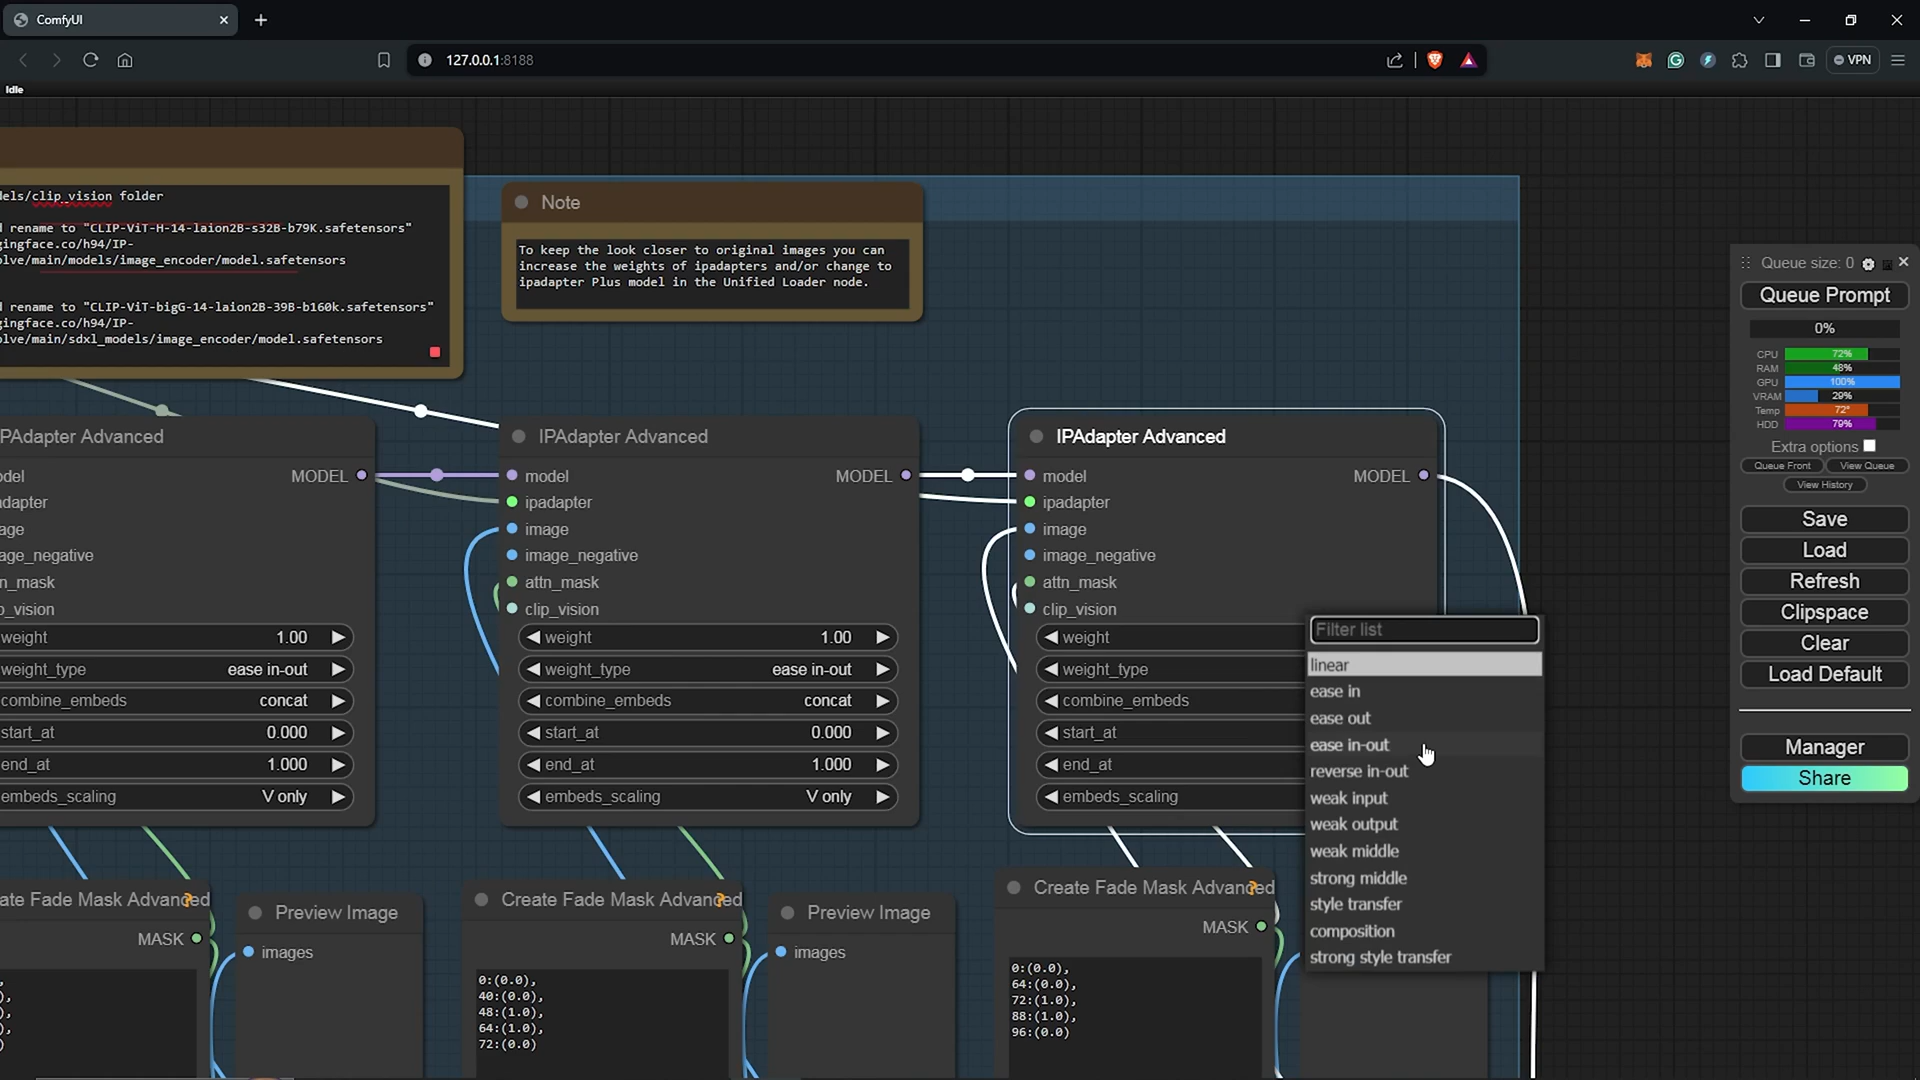 ComfyUI
127.0.0.1:8188
VPN
Idle
dels/clip_vision folder
rename to "CLIP-ViT-H-14-laion2B-s32B-b79K.safetensors"
gingface.co/h94/IP-
olve/main/models/image_encoder/model.safetensors
rename to "CLIP-ViT-bigG-14-laion2B-39B-b160k.safetensors"
gingface.co/h94/IP-
olve/main/sdxl_models/image_encoder/model.safetensors
Note
To keep the look closer to original images you can
increase the weights of ipadapters and/or change to
ipadapter Plus model in the Unified Loader node.
PAdapter Advanced
odel
MODEL
dapter
age
age_negative
n_mask
p_vision
weight 1.00
weight_type ease in-out
combine_embeds concat
start_at 0.000
end_at 1.000
embeds_scaling V only
IPAdapter Advanced
model
MODEL
ipadapter
image
image_negative
attn_mask
clip_vision
weight 1.00
weight_type ease in-out
combine_embeds concat
start_at 0.000
end_at 1.000
embeds_scaling V only
IPAdapter Advanced
model
MODEL
ipadapter
image
image_negative
attn_mask
clip_vision
weight
weight_type
combine_embeds
start_at
end_at
embeds_scaling
Filter list
linear
ease in
ease out
ease in-out
reverse in-out
weak input
weak output
weak middle
strong middle
style transfer
composition
strong style transfer
ate Fade Mask Advanced
?
MASK
Preview Image
images
Create Fade Mask Advanced
?
MASK
0:(0.0),
40:(0.0),
48:(1.0),
64:(1.0),
72:(0.0)
Preview Image
images
Create Fade Mask Advanced
?
MASK
0:(0.0),
64:(0.0),
72:(1.0),
88:(1.0),
96:(0.0)
Queue size: 0
Queue Prompt
0%
CPU 72%
RAM 48%
GPU 100%
VRAM 29%
Temp 72°
HDD 79%
Extra options
Queue Front
View Queue
View History
Save
Load
Refresh
Clipspace
Clear
Load Default
Manager
Share